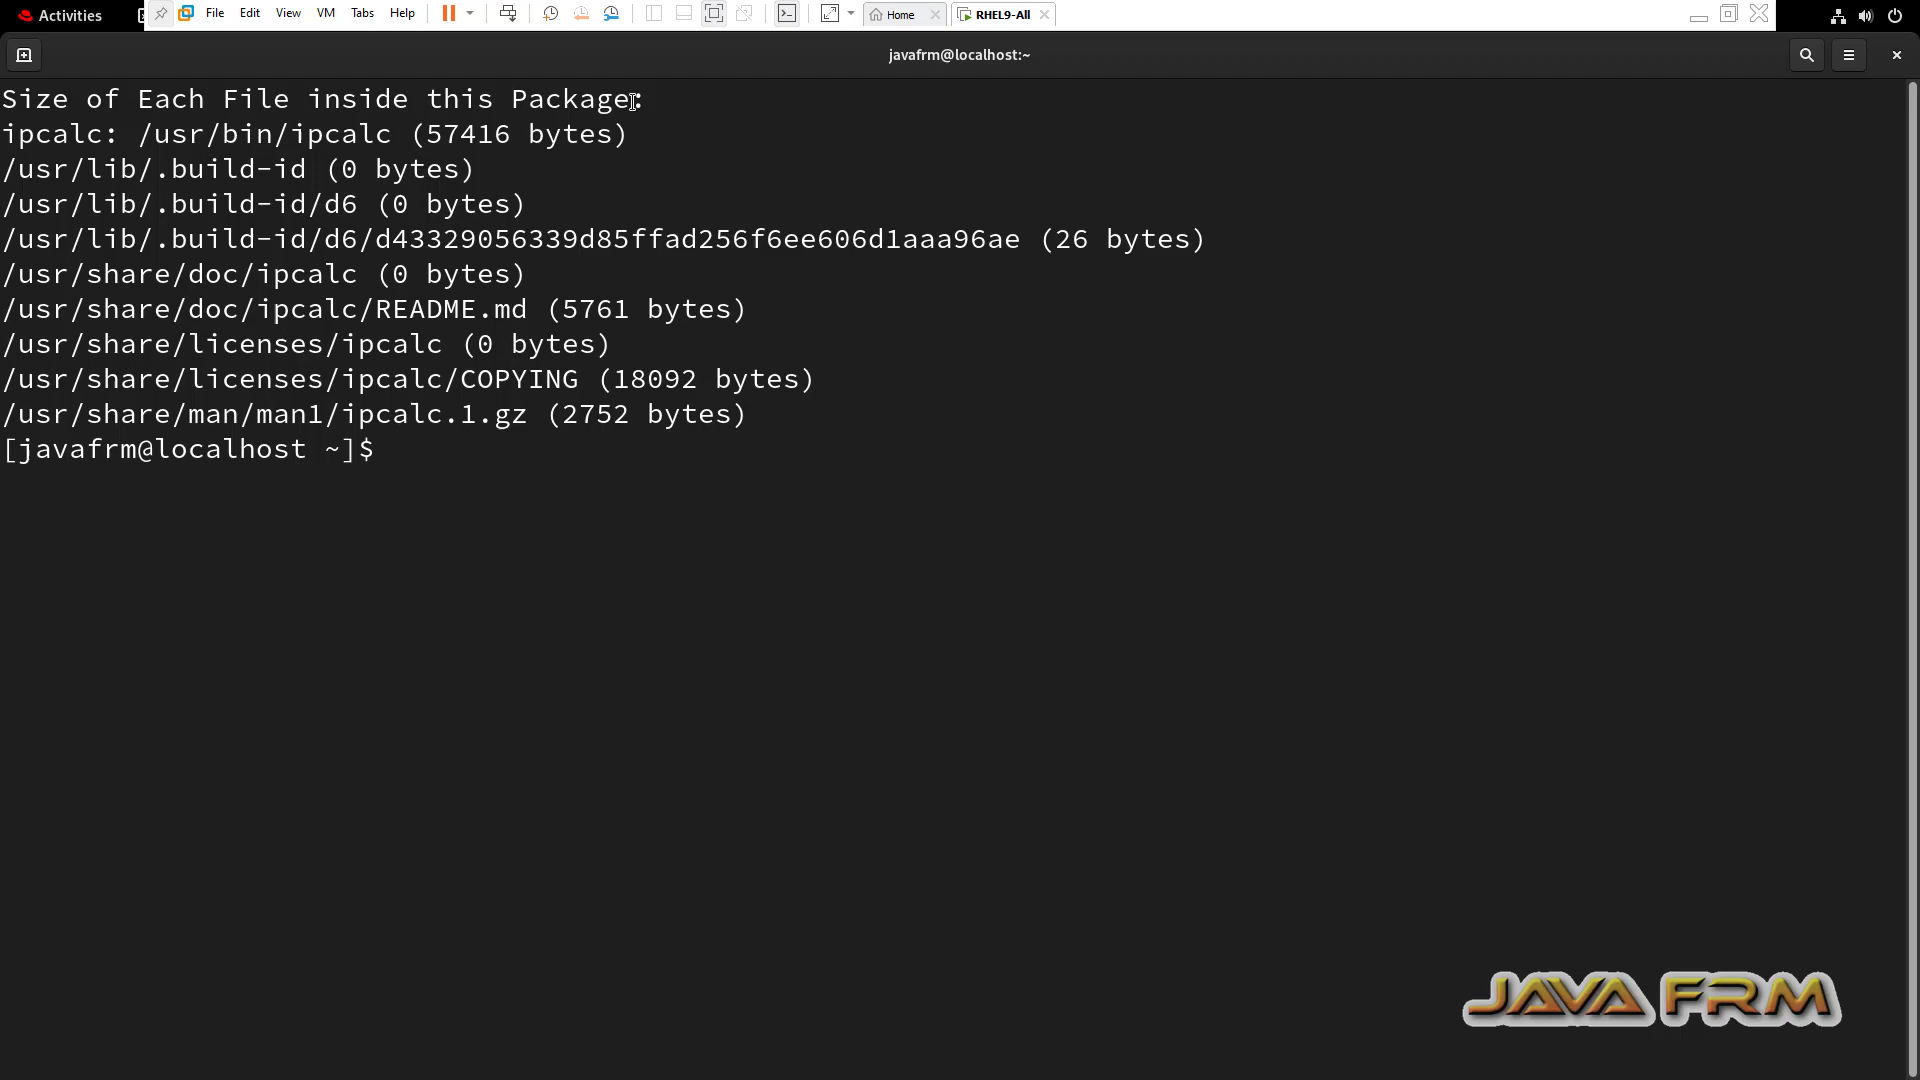 Activities
File Edit View VM Tabs Help
Home
RHEL9-All
javafrm@localhost:~
Size of Each File inside this Package:
ipcalc: /usr/bin/ipcalc (57416 bytes)
/usr/lib/.build-id (0 bytes)
/usr/lib/.build-id/d6 (0 bytes)
/usr/lib/.build-id/d6/d43329056339d85ffad256f6ee606d1aaa96ae (26 bytes)
/usr/share/doc/ipcalc (0 bytes)
/usr/share/doc/ipcalc/README.md (5761 bytes)
/usr/share/licenses/ipcalc (0 bytes)
/usr/share/licenses/ipcalc/COPYING (18092 bytes)
/usr/share/man/man1/ipcalc.1.gz (2752 bytes)
[javafrm@localhost ~]$
JAVA FRM